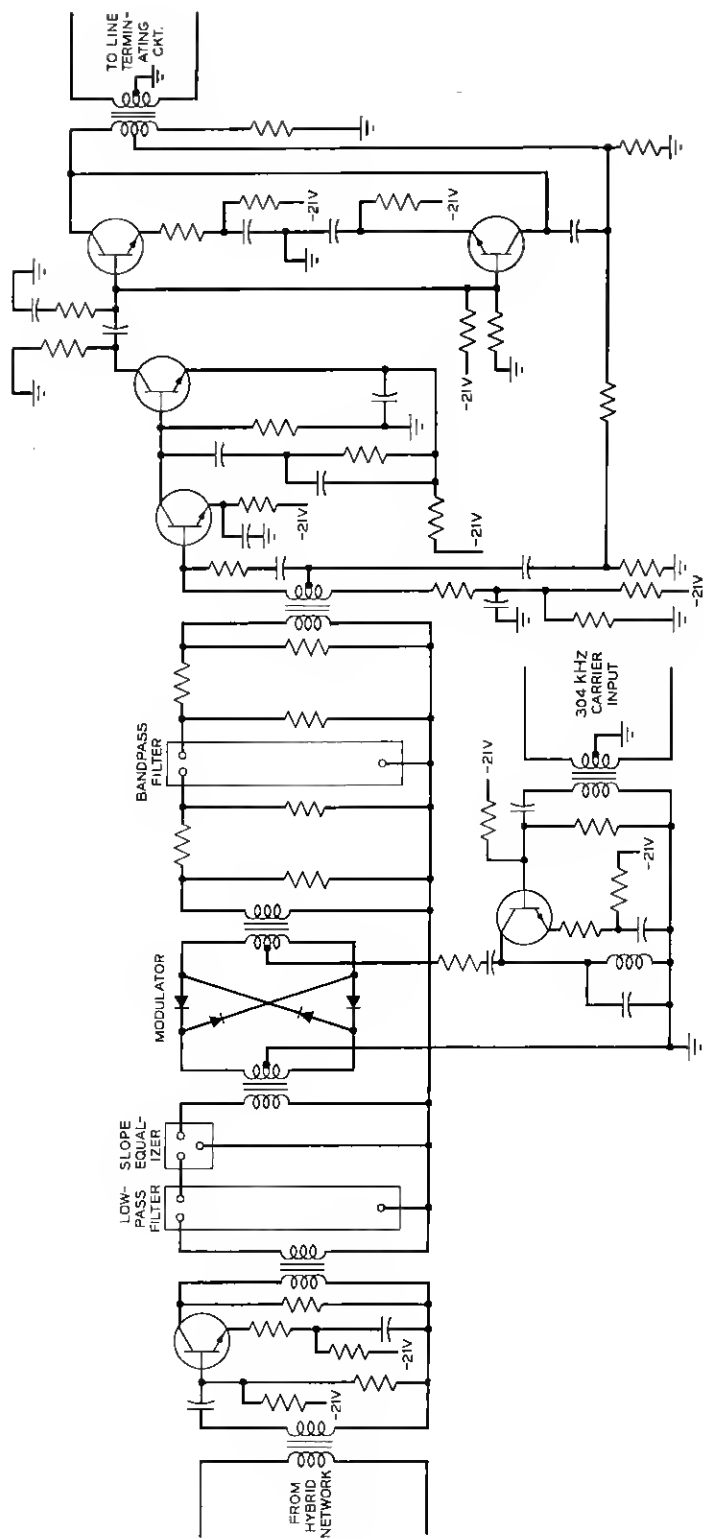 FROM
HYBRID
NETWORK
-21V
-21V
LOW-
PASS
FILTER
SLOPE
EQUAL-
IZER
MODULATOR
BANDPASS
FILTER
-21V
-21V
304 kHz
CARRIER
INPUT
-21V
-21V
-21V
-21V
-21V
-21V
TO LINE
TERMIN-
ATING
CKT.